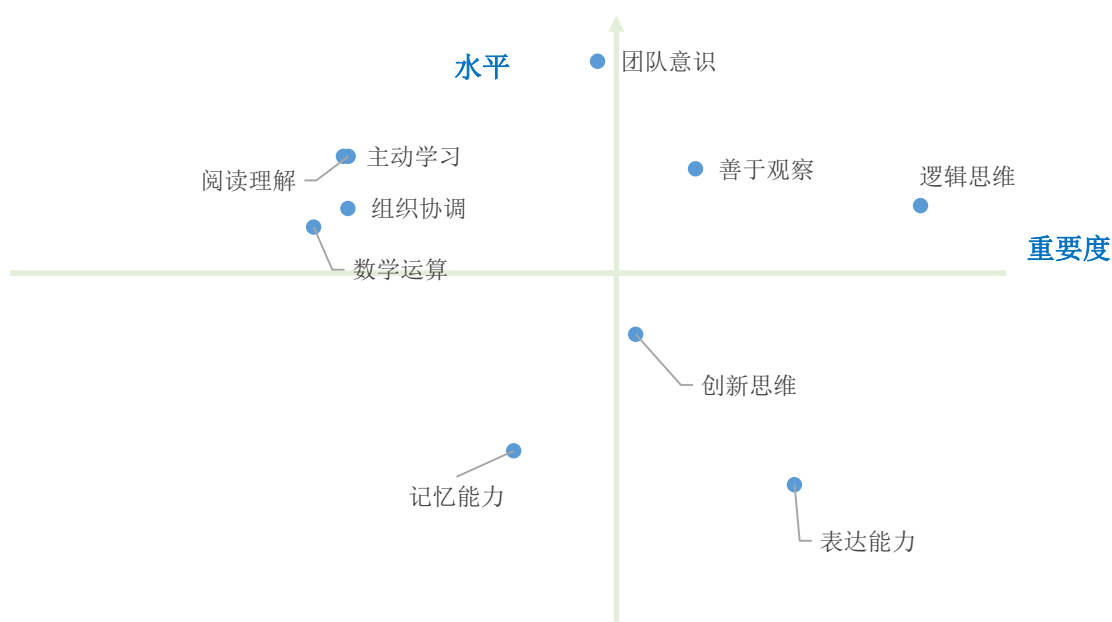 水平
团队意识
主动学习
阅读理解
善于观察
逻辑思维
组织协调
重要度
数学运算
创新思维
记忆能力
表达能力